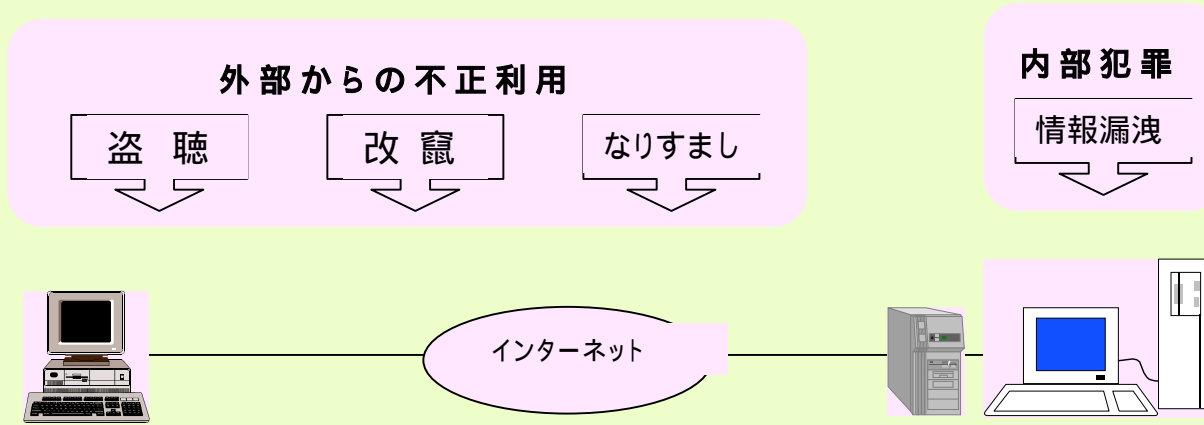 外部からの不正利用
盗聴
改竄
なりすまし
内部犯罪
情報漏洩
インターネット